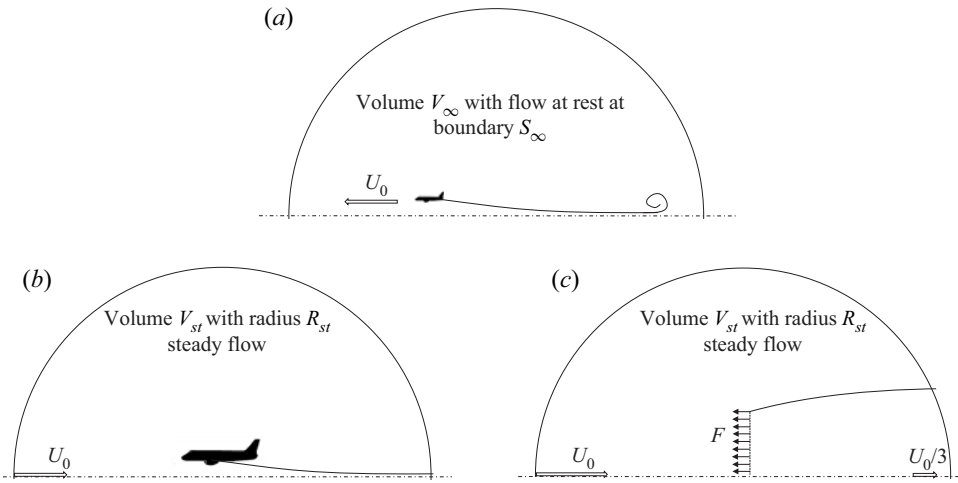 (a)
Volume V∞ with flow at rest at
boundary S∞
U0
(b)
Volume Vst with radius Rst
steady flow
U0
(c)
Volume Vst with radius Rst
steady flow
F
U0
U0/3